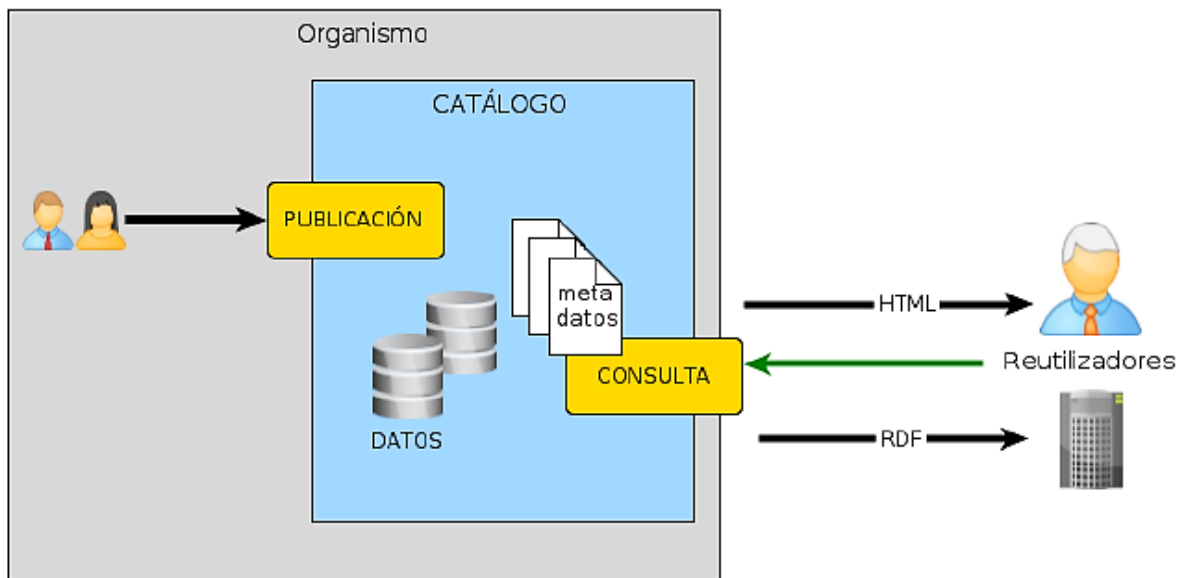 Organismo
CATÁLOGO
PUBLICACIÓN
meta
datos
HTML
Reutilizadores
CONSULTA
DATOS
RDF